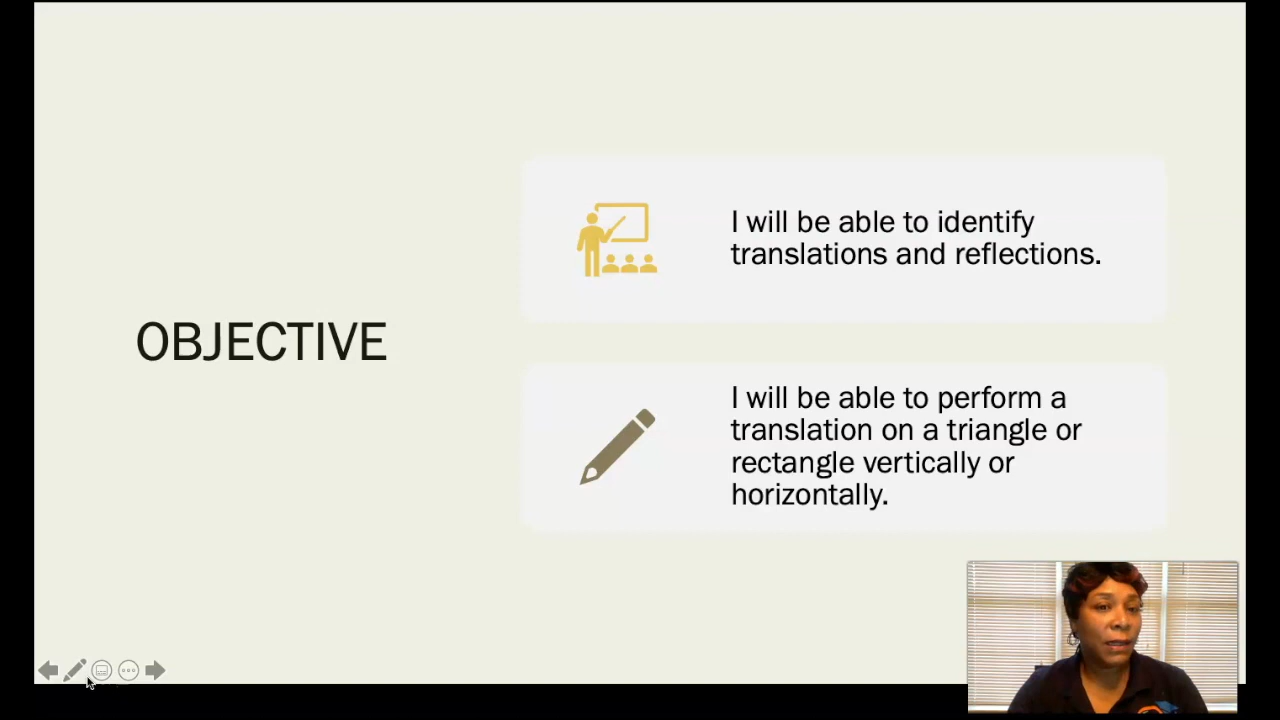 OBJECTIVE
I will be able to identify
translations and reflections.
I will be able to perform a
translation on a triangle or
rectangle vertically or
horizontally.